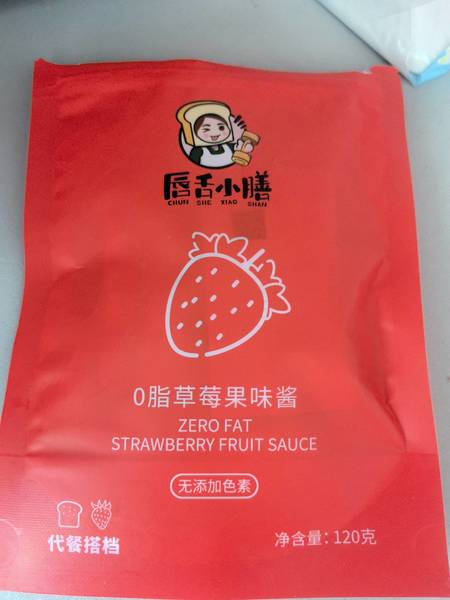 唇舌小膳
CHUN SHE XIAO SHAN
0脂草莓果味酱
ZERO FAT
STRAWBERRY FRUIT SAUCE
无添加色素
代餐搭档
净含量：120克